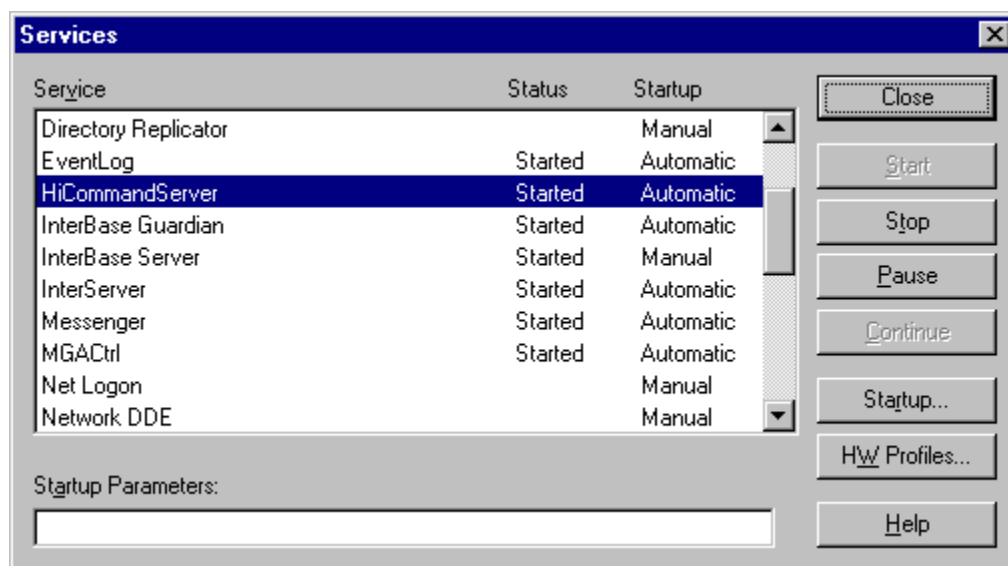 Services
Service Status Startup
Directory Replicator Manual
EventLog Started Automatic
HiCommandServer Started Automatic
InterBase Guardian Started Automatic
InterBase Server Started Manual
InterServer Started Automatic
Messenger Started Automatic
MGACtrl Started Automatic
Net Logon Manual
Network DDE Manual
Startup Parameters:
Close
Start
Stop
Pause
Continue
Startup...
HW Profiles...
Help